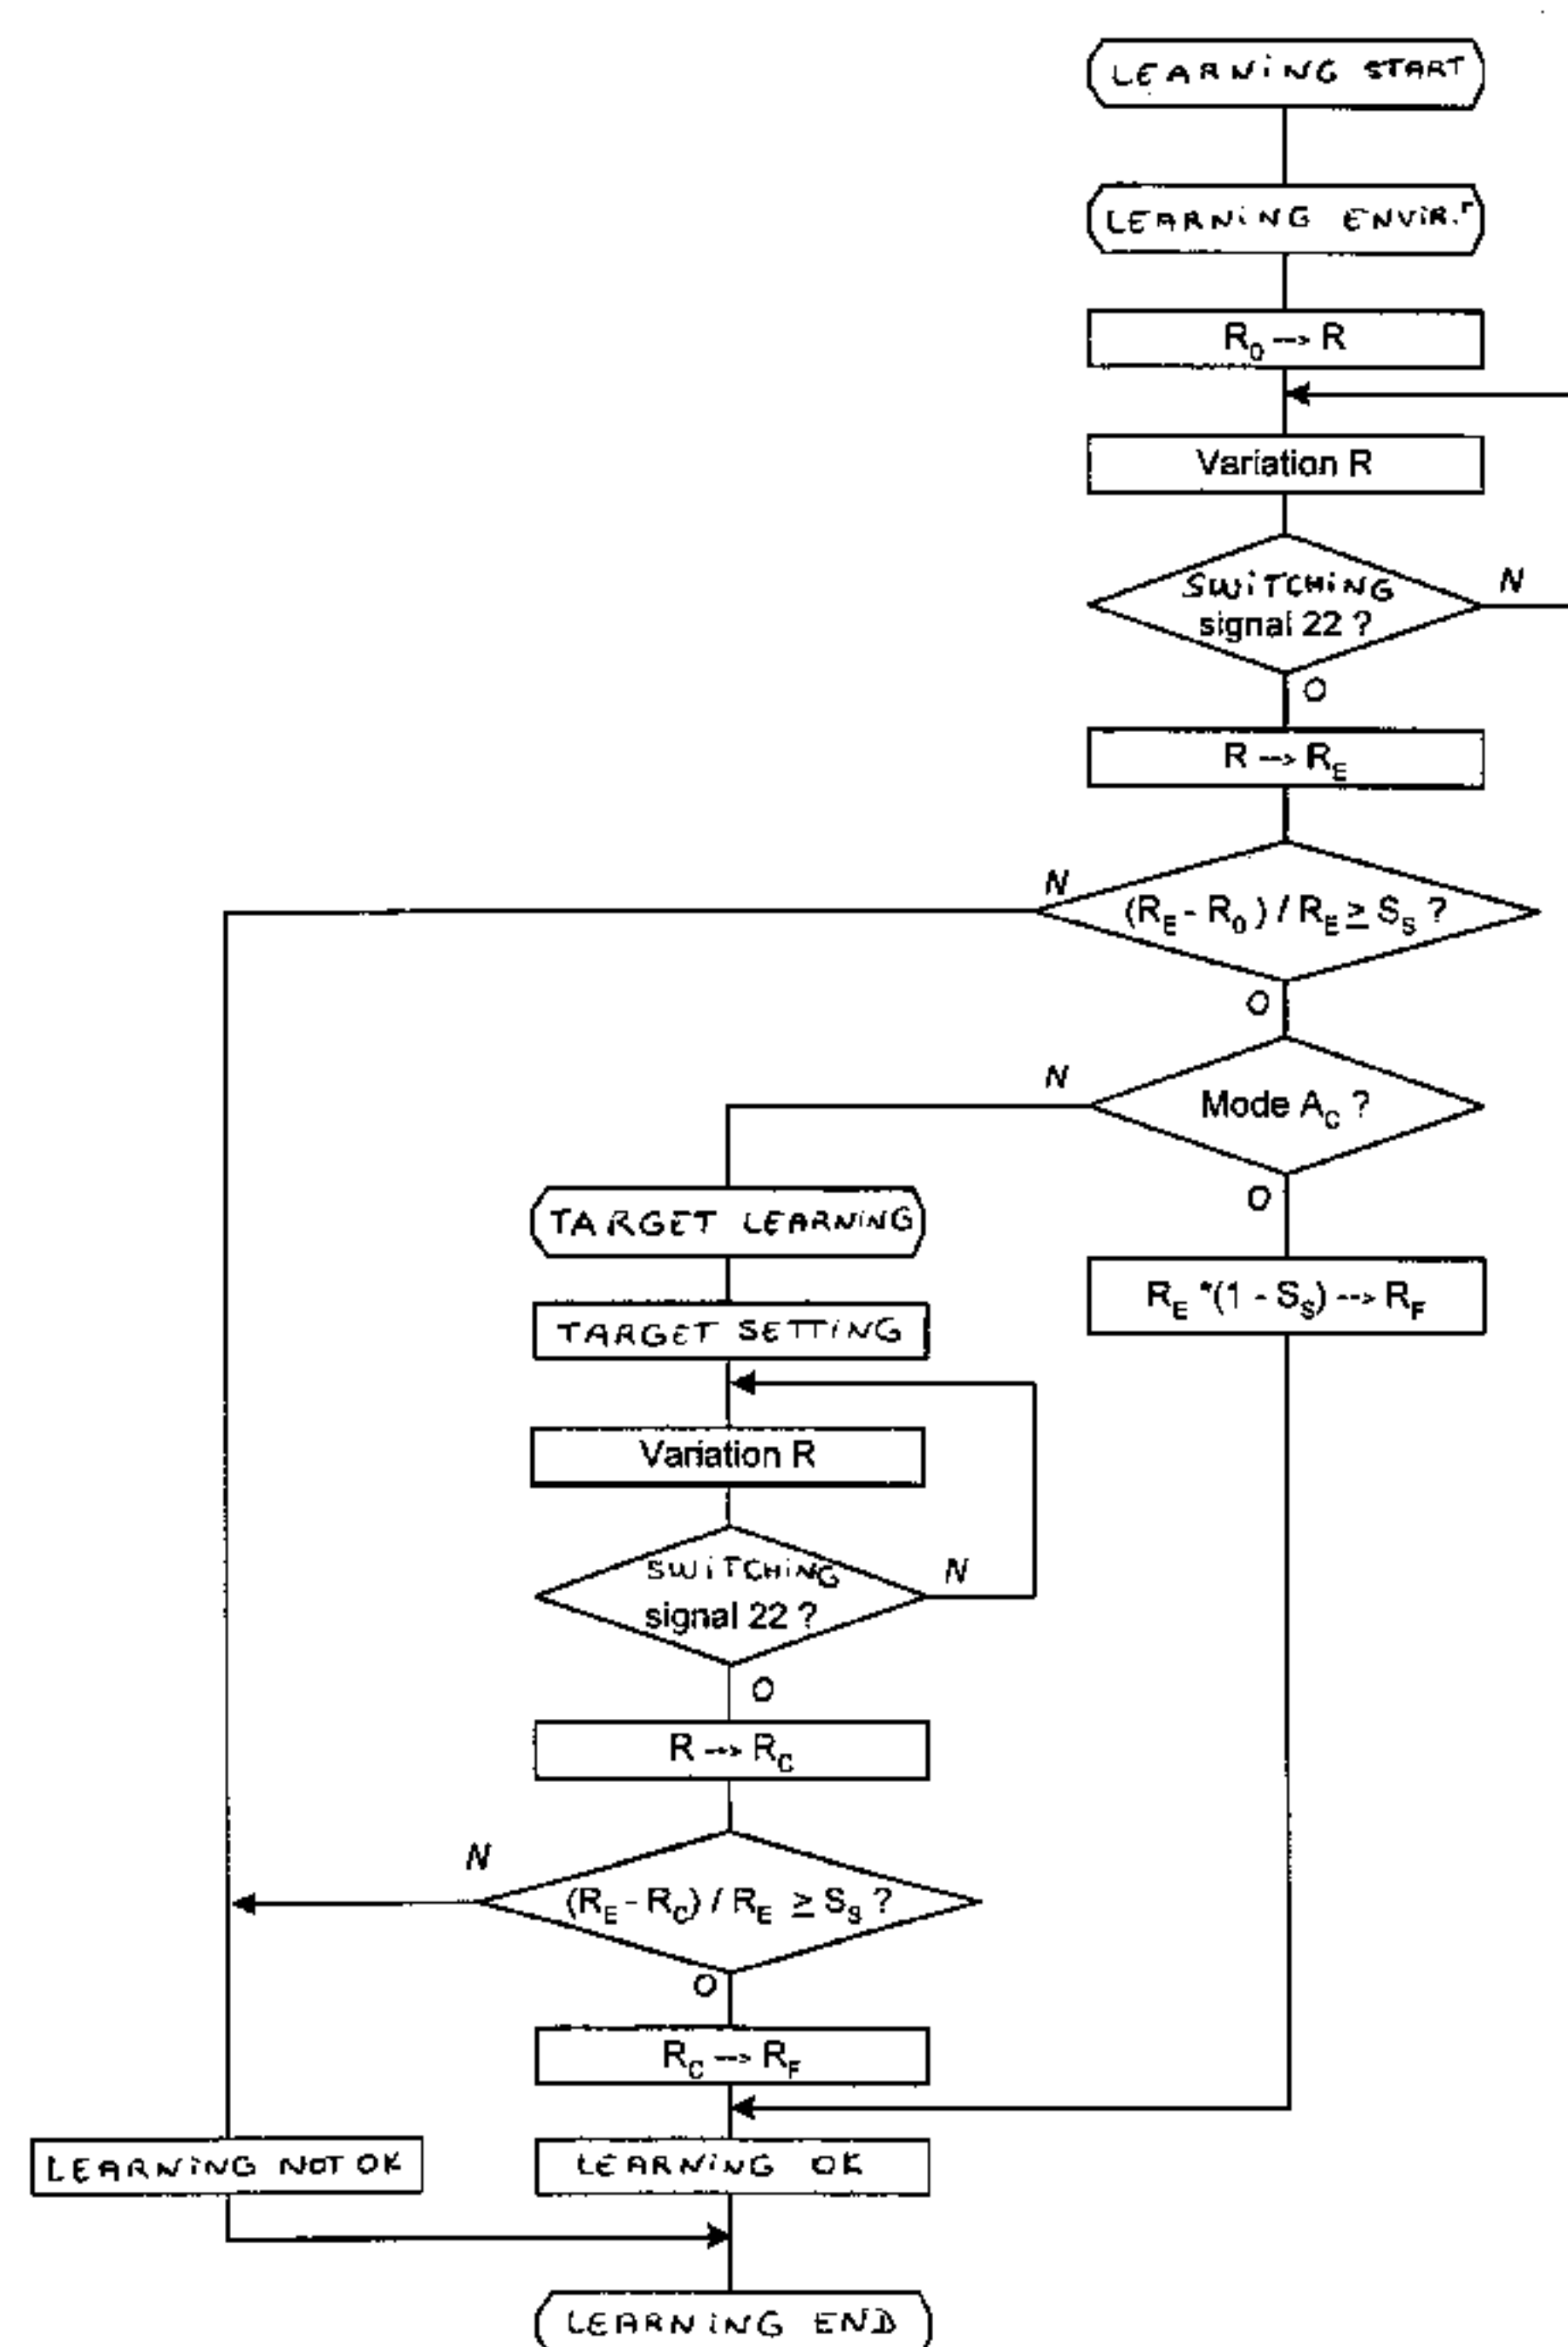 LEARNING START
LEARNING ENVIR.T
R0 --> R
Variation R
SWITCHING
signal 22 ?
N
O
R --> RE
N
(RE - R0) / RE ≥ SS ?
O
N
Mode AC ?
O
TARGET LEARNING
RE *(1 - SS) --> RF
TARGET SETTING
Variation R
SWITCHING
signal 22 ?
N
O
R --> RC
N
(RE - RC) / RE ≥ SS ?
O
RC --> RF
LEARNING NOT OK
LEARNING OK
LEARNING END